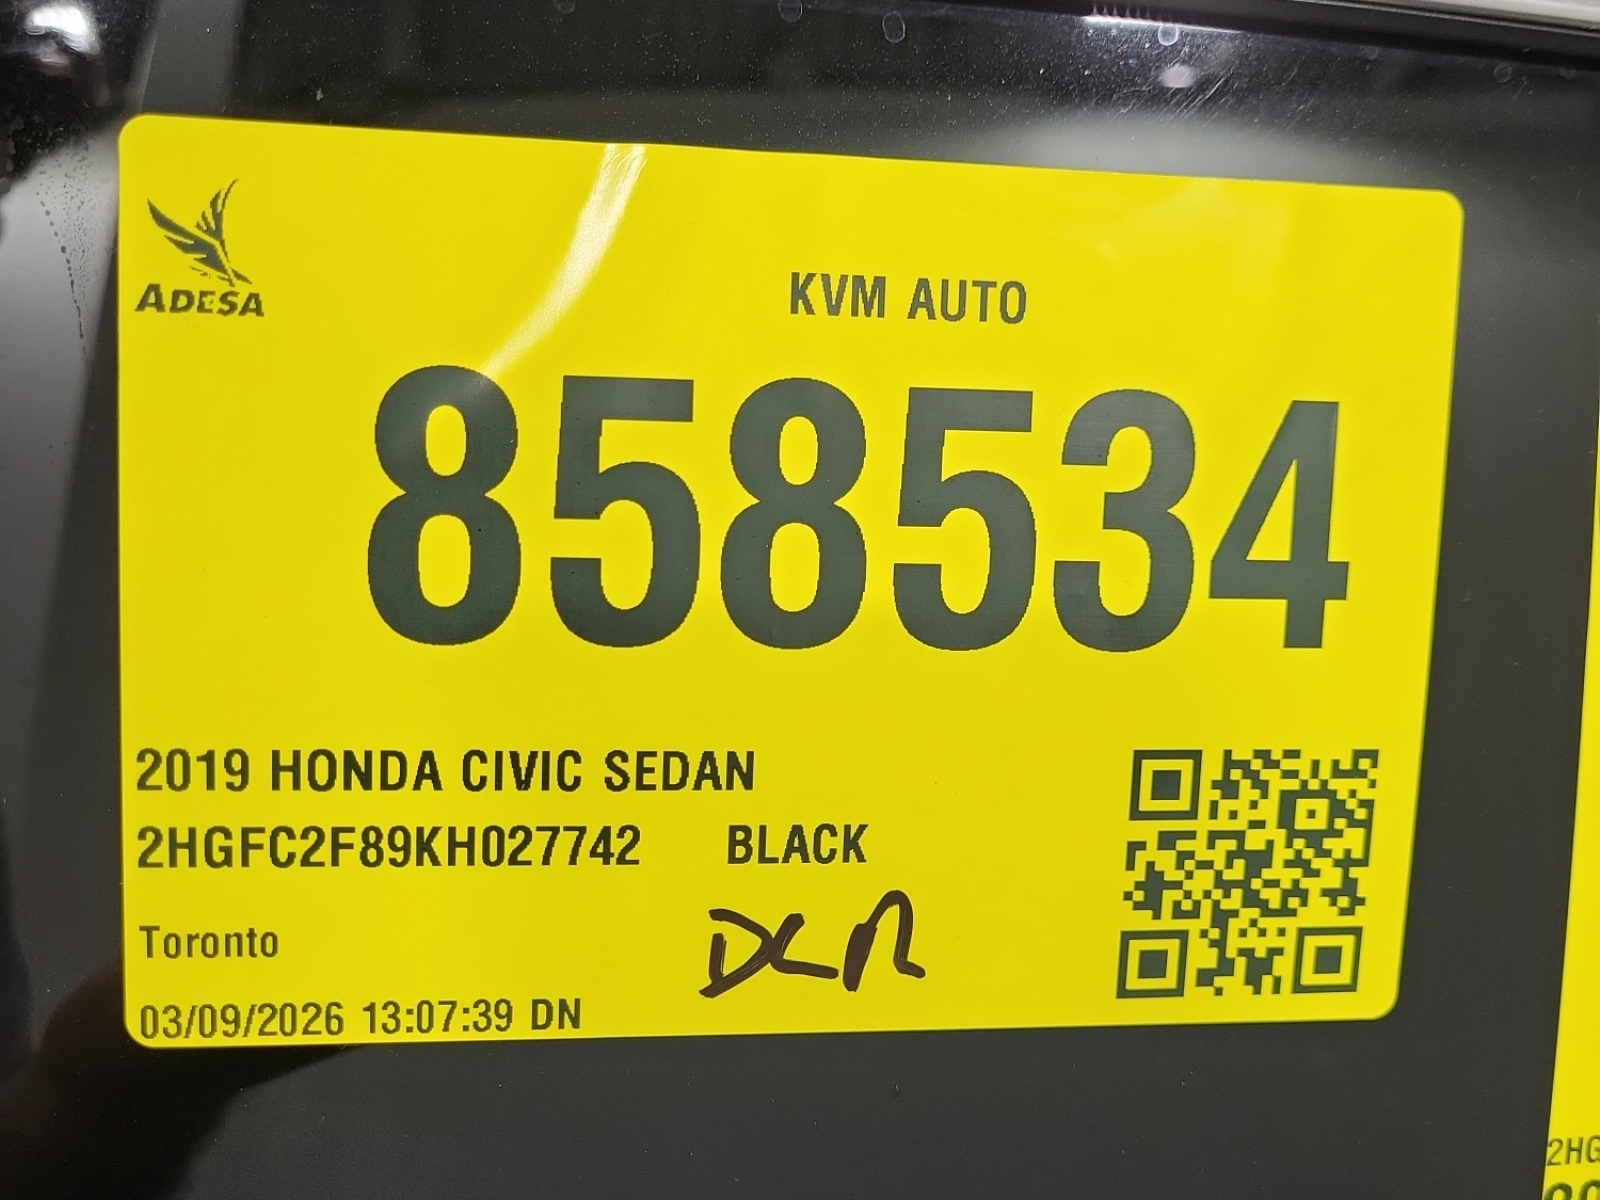 ADESA
KVM AUTO
858534
2019 HONDA CIVIC SEDAN
2HGFC2F89KH027742 BLACK
Toronto
DLR
03/09/2026 13:07:39 DN
2HG